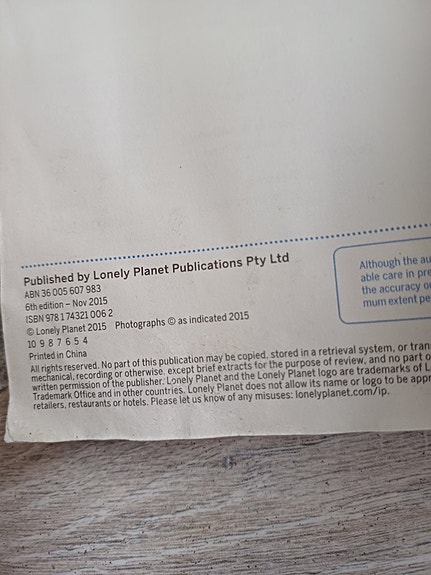 Published by Lonely Planet Publications Pty Ltd
ABN 36 005 607 983
6th edition – Nov 2015
ISBN 978 1 74321 006 2
© Lonely Planet 2015 Photographs © as indicated 2015
10 9 8 7 6 5 4
Printed in China
All rights reserved. No part of this publication may be copied, stored in a retrieval system, or tran
mechanical, recording or otherwise, except brief extracts for the purpose of review, and no part o
written permission of the publisher. Lonely Planet and the Lonely Planet logo are trademarks of L
Trademark Office and in other countries. Lonely Planet does not allow its name or logo to be appr
retailers, restaurants or hotels. Please let us know of any misuses: lonelyplanet.com/ip.
Although the au
able care in pre
the accuracy o
mum extent pe